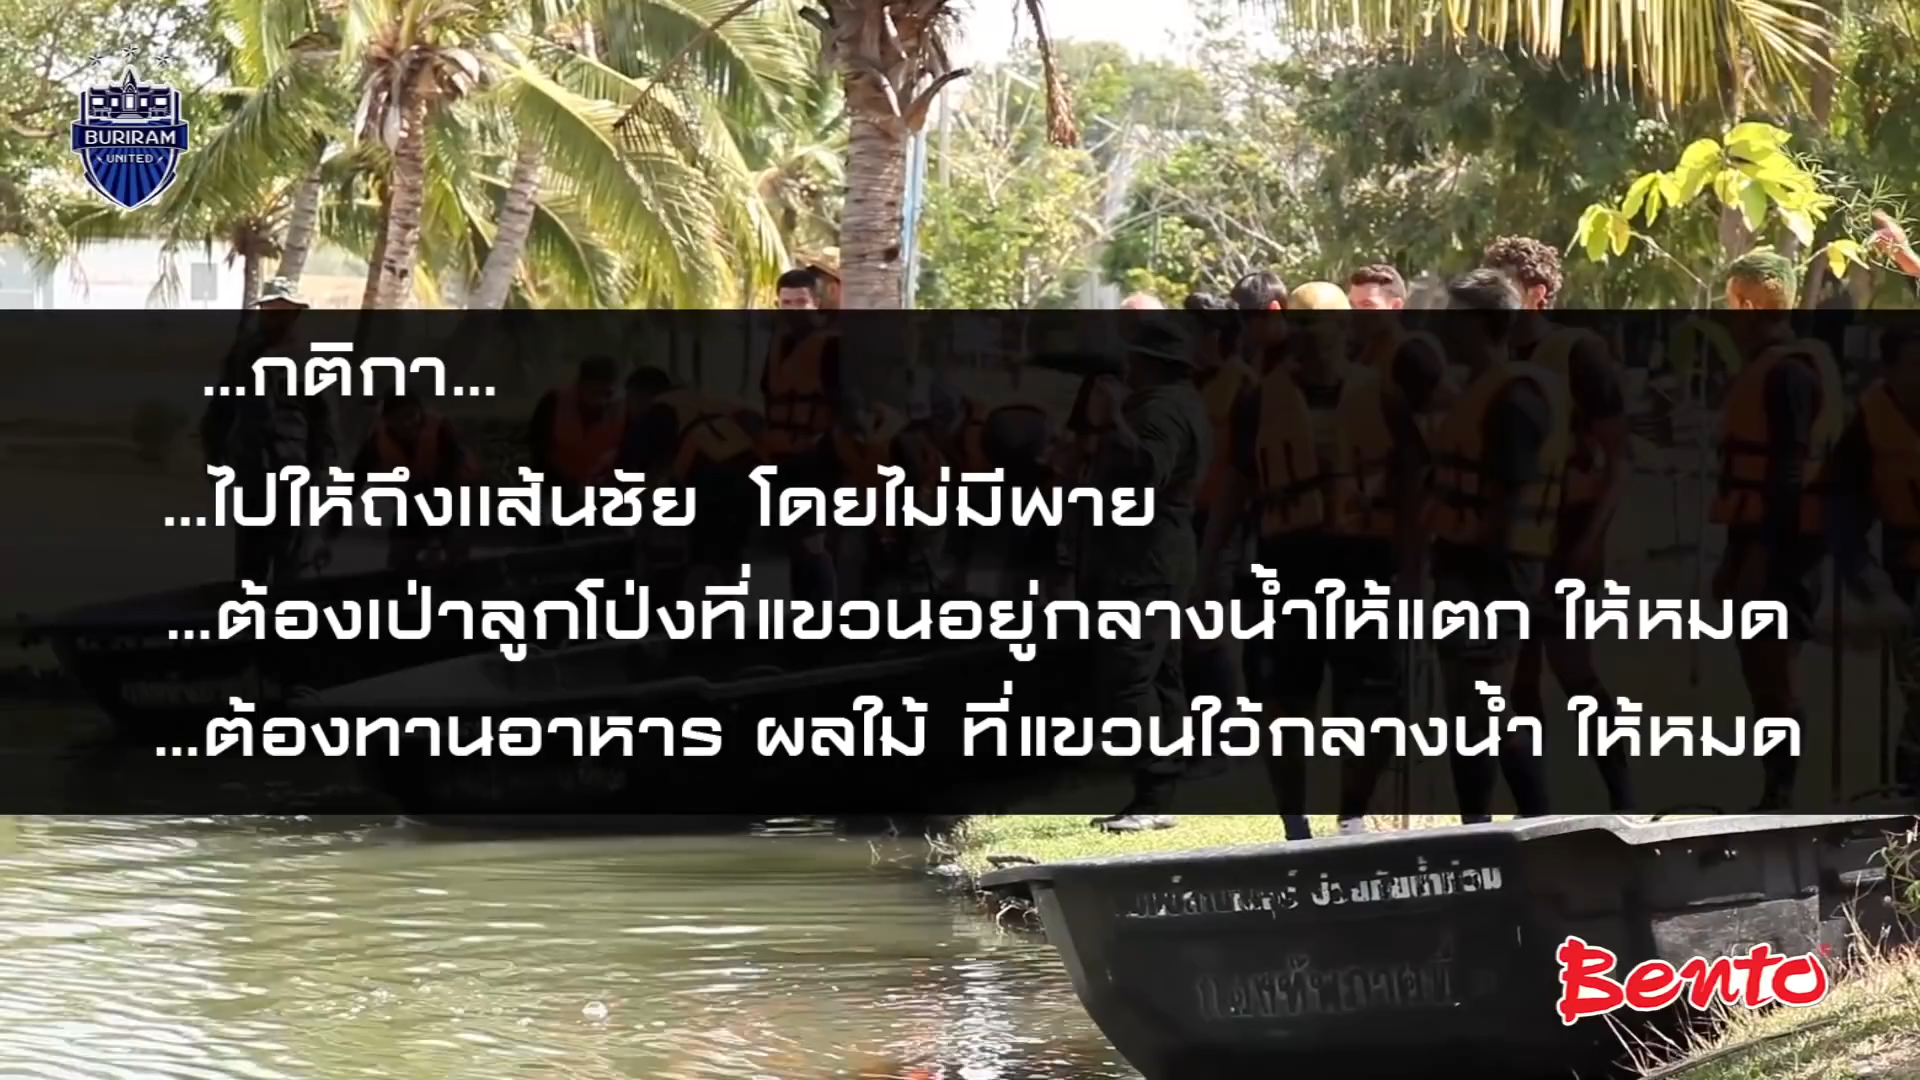 BURIRAM
UNITED
...กติกา...
...ไปให้ถึงแส้นชัย โดยไม่มีพาย
...ต้องเป่าลูกโป่งที่แขวนอยู่กลางน้ำให้แตก ให้หมด
...ต้องทานอาหาร ผลใม้ ที่แขวนใว้กลางน้ำ ให้หมด
Bento